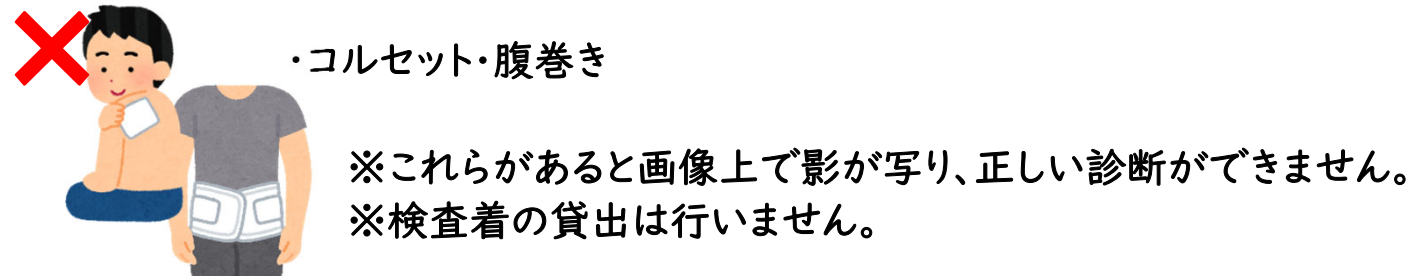 ・コルセット・腹巻き
※これらがあると画像上で影が写り、正しい診断ができません。
※検査着の貸出は行いません。